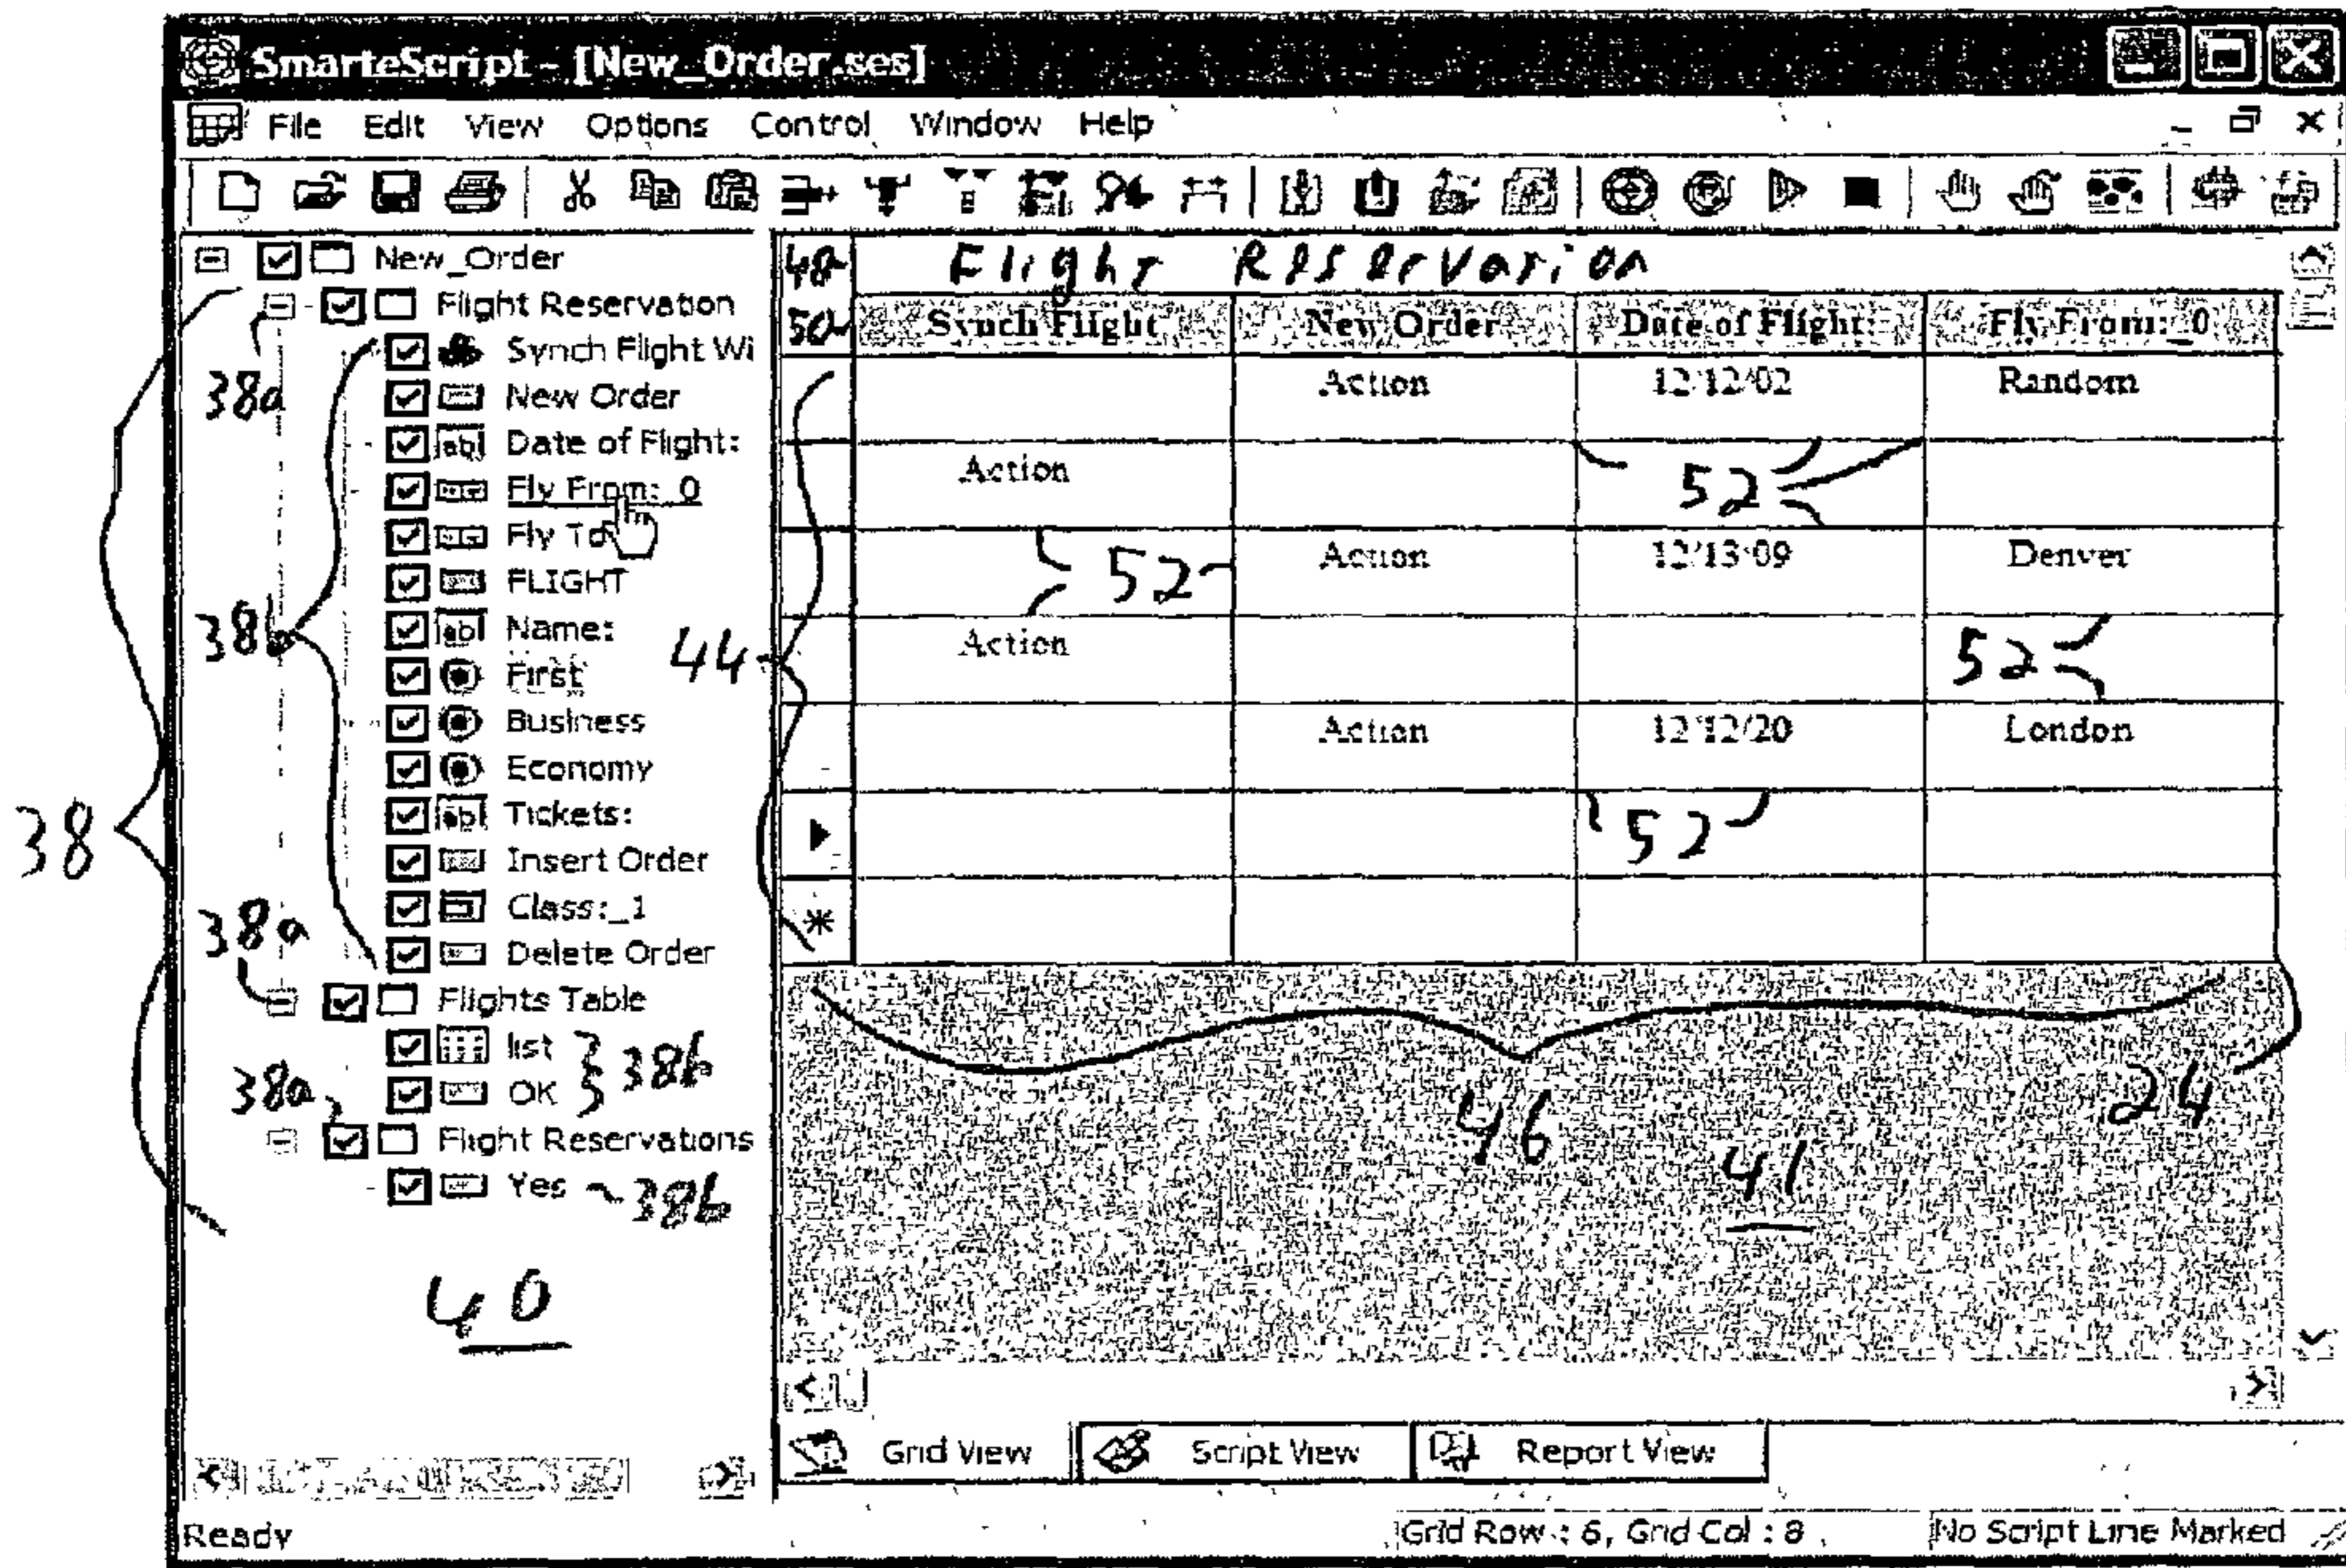 SmarteScript - [New_Order.ses]
File Edit View Options Control Window Help
New_Order
Flight Reservation
Synch Flight Wi
New Order
Date of Flight:
Fly From:_0
Fly To
FLIGHT
Name:
First
Business
Economy
Tickets:
Insert Order
Class:_1
Delete Order
Flights Table
list
OK
Flight Reservations
Yes
38
38a
38b
38a
38b
38a
38b
40
48 Flight Reservation
50 Synch Flight New Order Date of Flight: Fly From:_0
Action 12/12/02 Random
Action 52
52 Action 12/13/09 Denver
44 Action 52
Action 12/12/20 London
52
*
46
41
24
Grid View Script View Report View
Ready Grid Row : 6, Grid Col : 8 No Script Line Marked